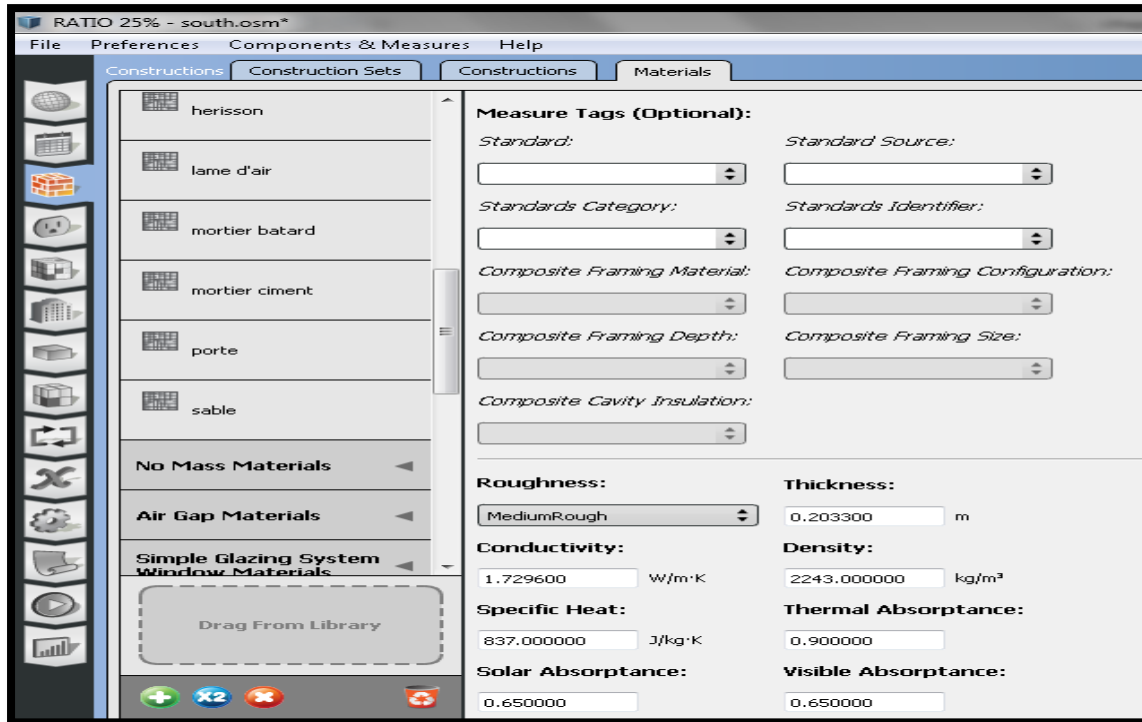 RATIO 25% - south.osm*
File Preferences Components & Measures Help
Constructions Construction Sets Constructions Materials
herisson
lame d'air
mortier batard
mortier ciment
porte
sable
No Mass Materials
Air Gap Materials
Simple Glazing System
Window Materials
Drag From Library
X2
Measure Tags (Optional):
Standard: Standard Source:
Standards Category: Standards Identifier:
Composite Framing Material: Composite Framing Configuration:
Composite Framing Depth: Composite Framing Size:
Composite Cavity Insulation:
Roughness: Thickness:
MediumRough 0.203300 m
Conductivity: Density:
1.729600 W/m·K 2243.000000 kg/m³
Specific Heat: Thermal Absorptance:
837.000000 J/kg·K 0.900000
Solar Absorptance: Visible Absorptance:
0.650000 0.650000